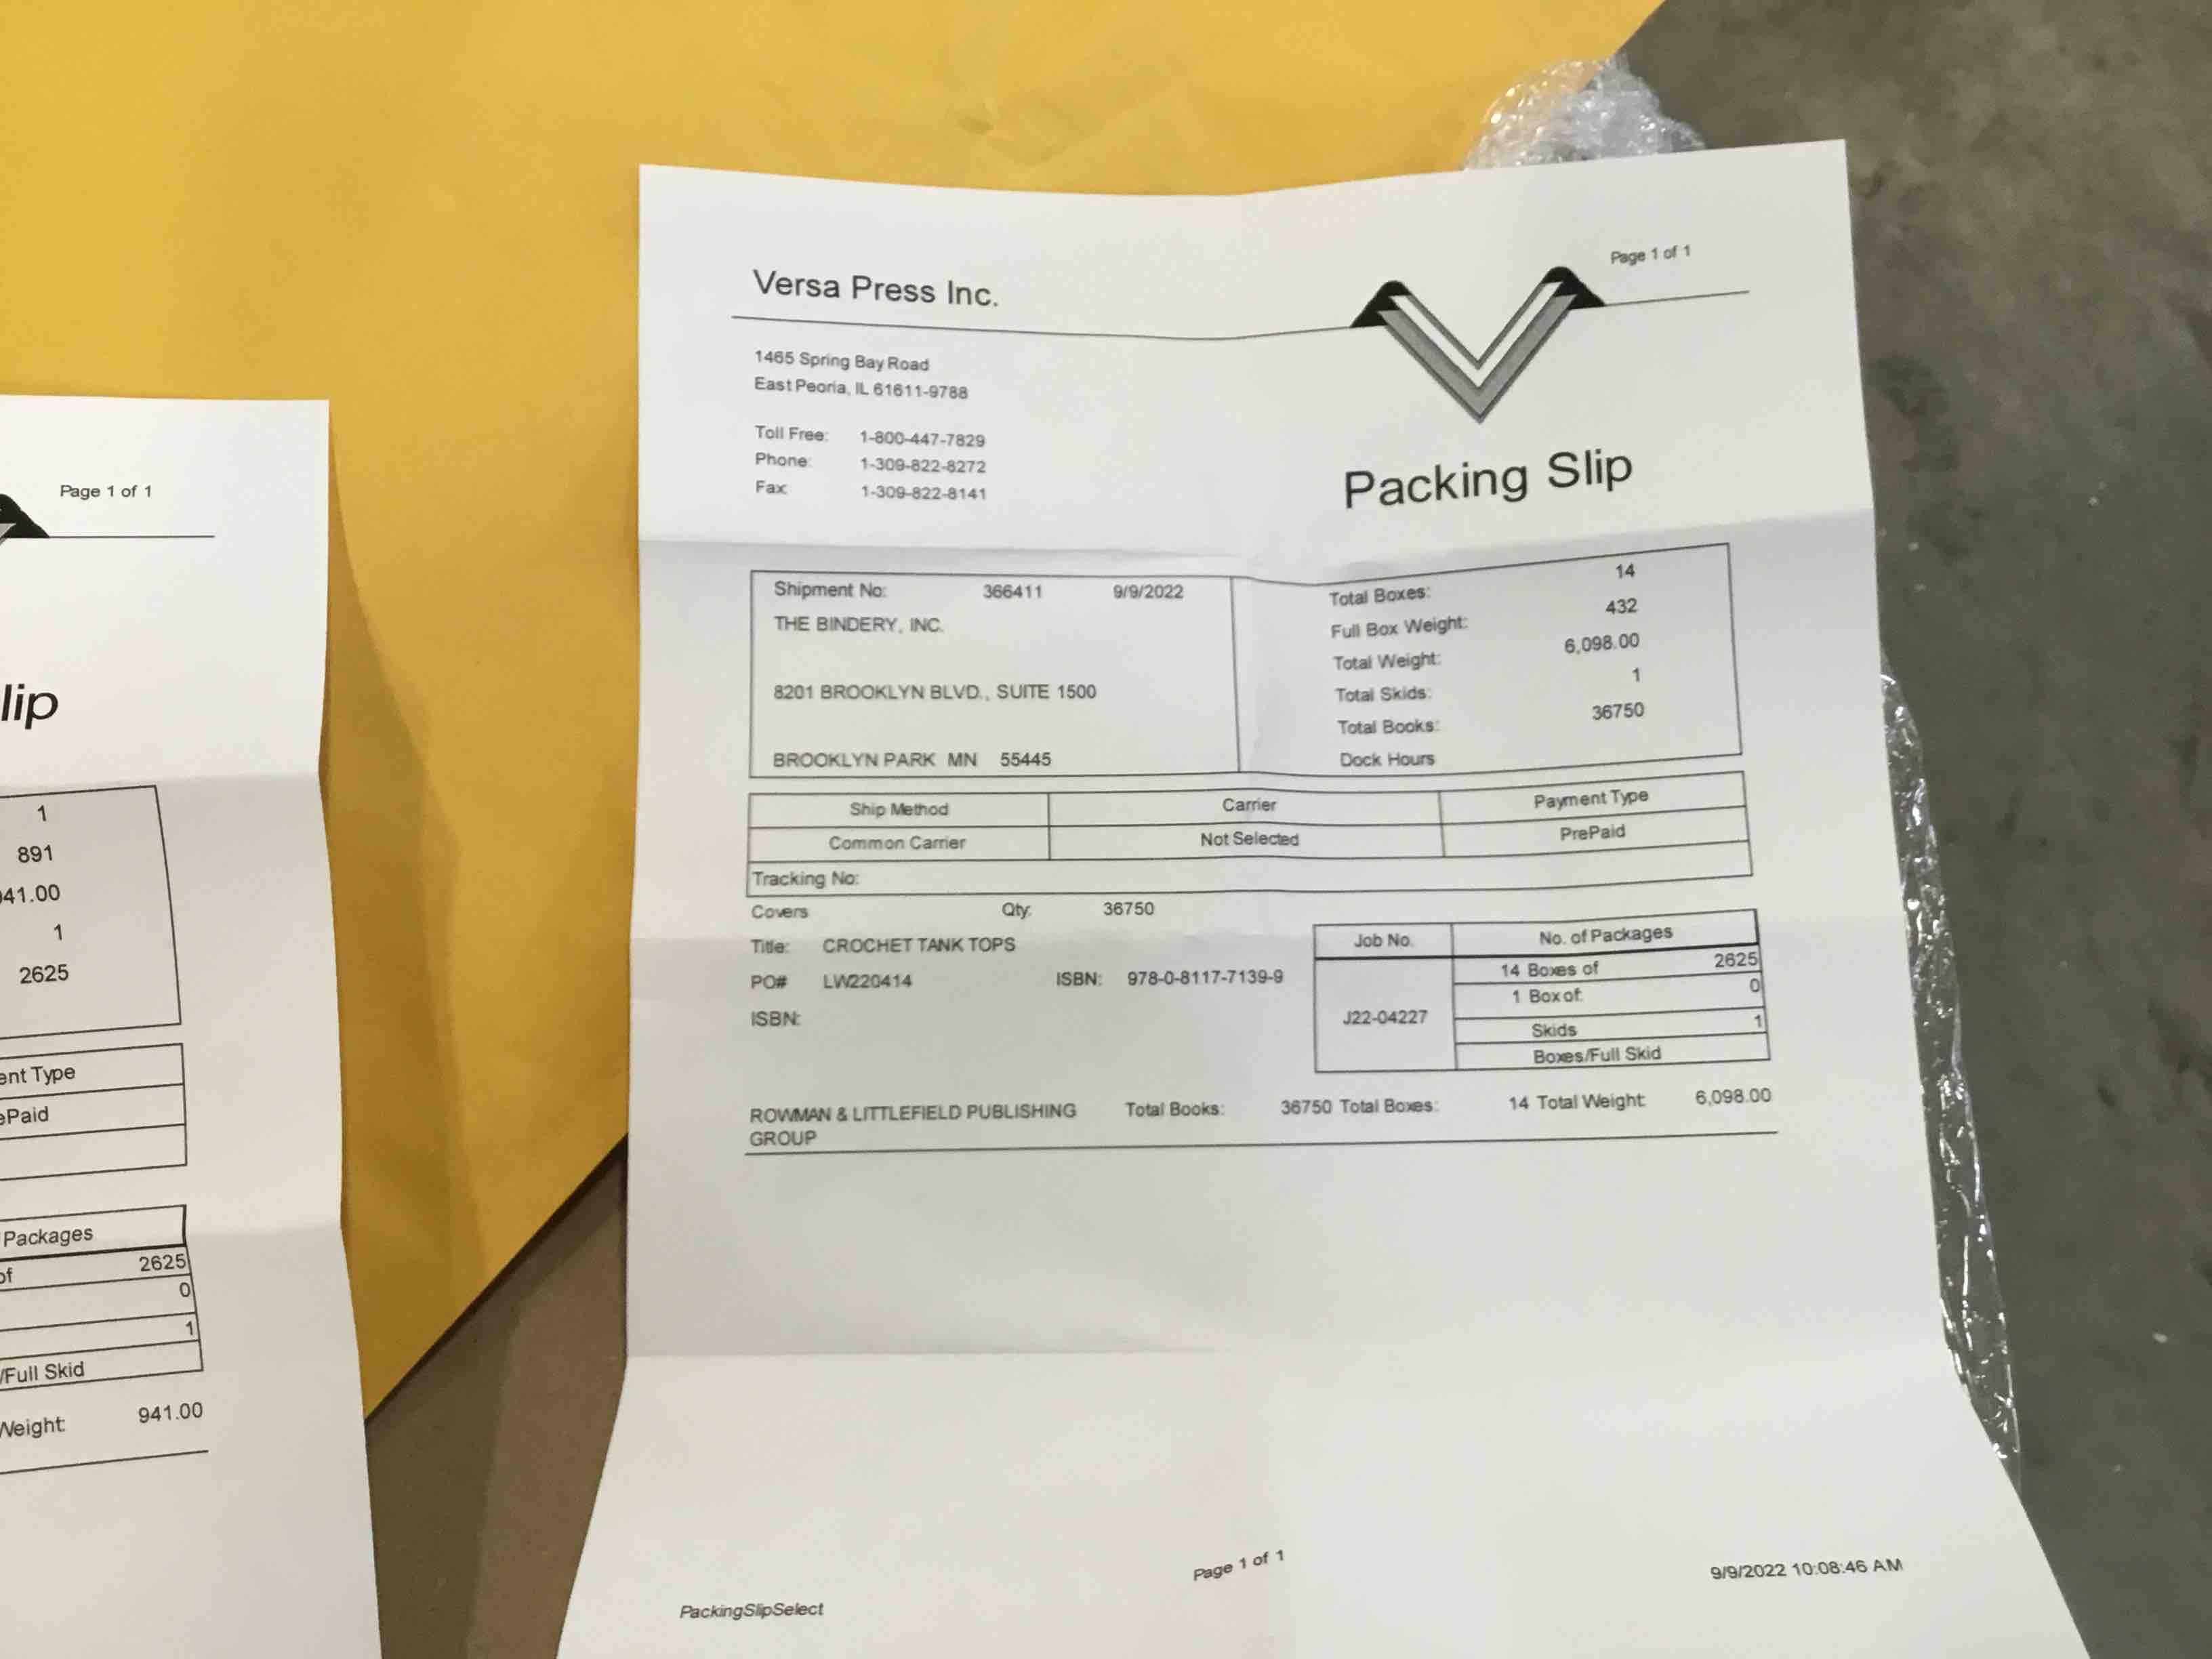 Page 1 of 1
lip
1
891
941.00
1
2625
ent Type
ePaid
Packages
of 2625
0
1
/Full Skid
Weight: 941.00
Page 1 of 1
Versa Press Inc.
1465 Spring Bay Road
East Peoria, IL 61611-9788
Toll Free: 1-800-447-7829
Phone: 1-309-822-8272
Fax: 1-309-822-8141
Packing Slip
Shipment No: 366411 9/9/2022
THE BINDERY, INC.
8201 BROOKLYN BLVD., SUITE 1500
BROOKLYN PARK MN 55445
Total Boxes: 14
Full Box Weight: 432
Total Weight: 6,098.00
Total Skids: 1
Total Books: 36750
Dock Hours
Ship Method Carrier Payment Type
Common Carrier Not Selected PrePaid
Tracking No:
Covers Qty: 36750
Title: CROCHET TANK TOPS
PO# LW220414 ISBN: 978-0-8117-7139-9
ISBN:
Job No. No. of Packages
J22-04227
14 Boxes of 2625
1 Box of: 0
Skids 1
Boxes/Full Skid
ROWMAN & LITTLEFIELD PUBLISHING Total Books: 36750 Total Boxes: 14 Total Weight: 6,098.00
GROUP
Page 1 of 1
9/9/2022 10:08:46 AM
PackingSlipSelect